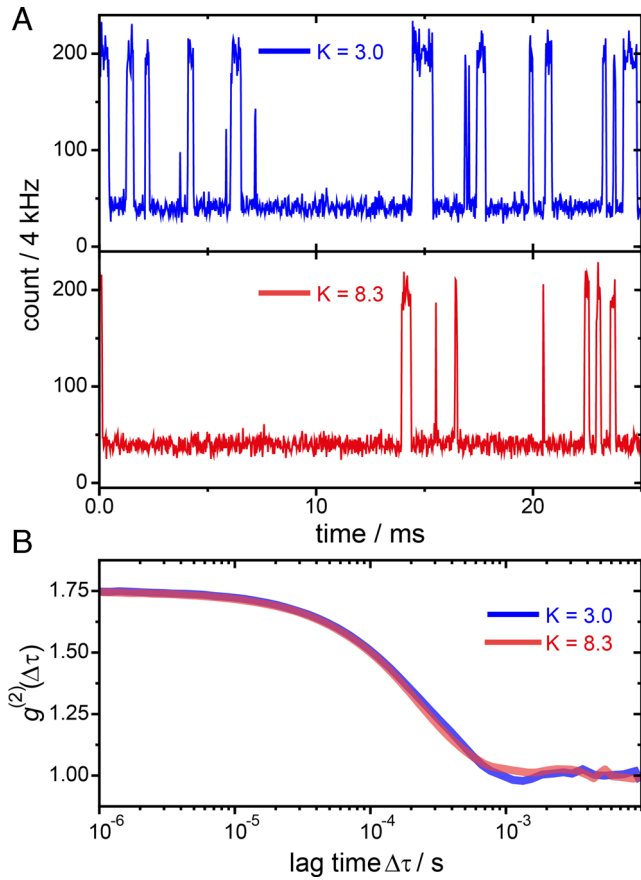 A
K = 3.0
200
100
0
K = 8.3
200
100
0
count / 4 kHz
0.0 10 20
time / ms
B
1.75
1.50
1.25
1.00
K = 3.0
K = 8.3
g(2)(Δτ)
10-6 10-5 10-4 10-3
lag time Δτ / s